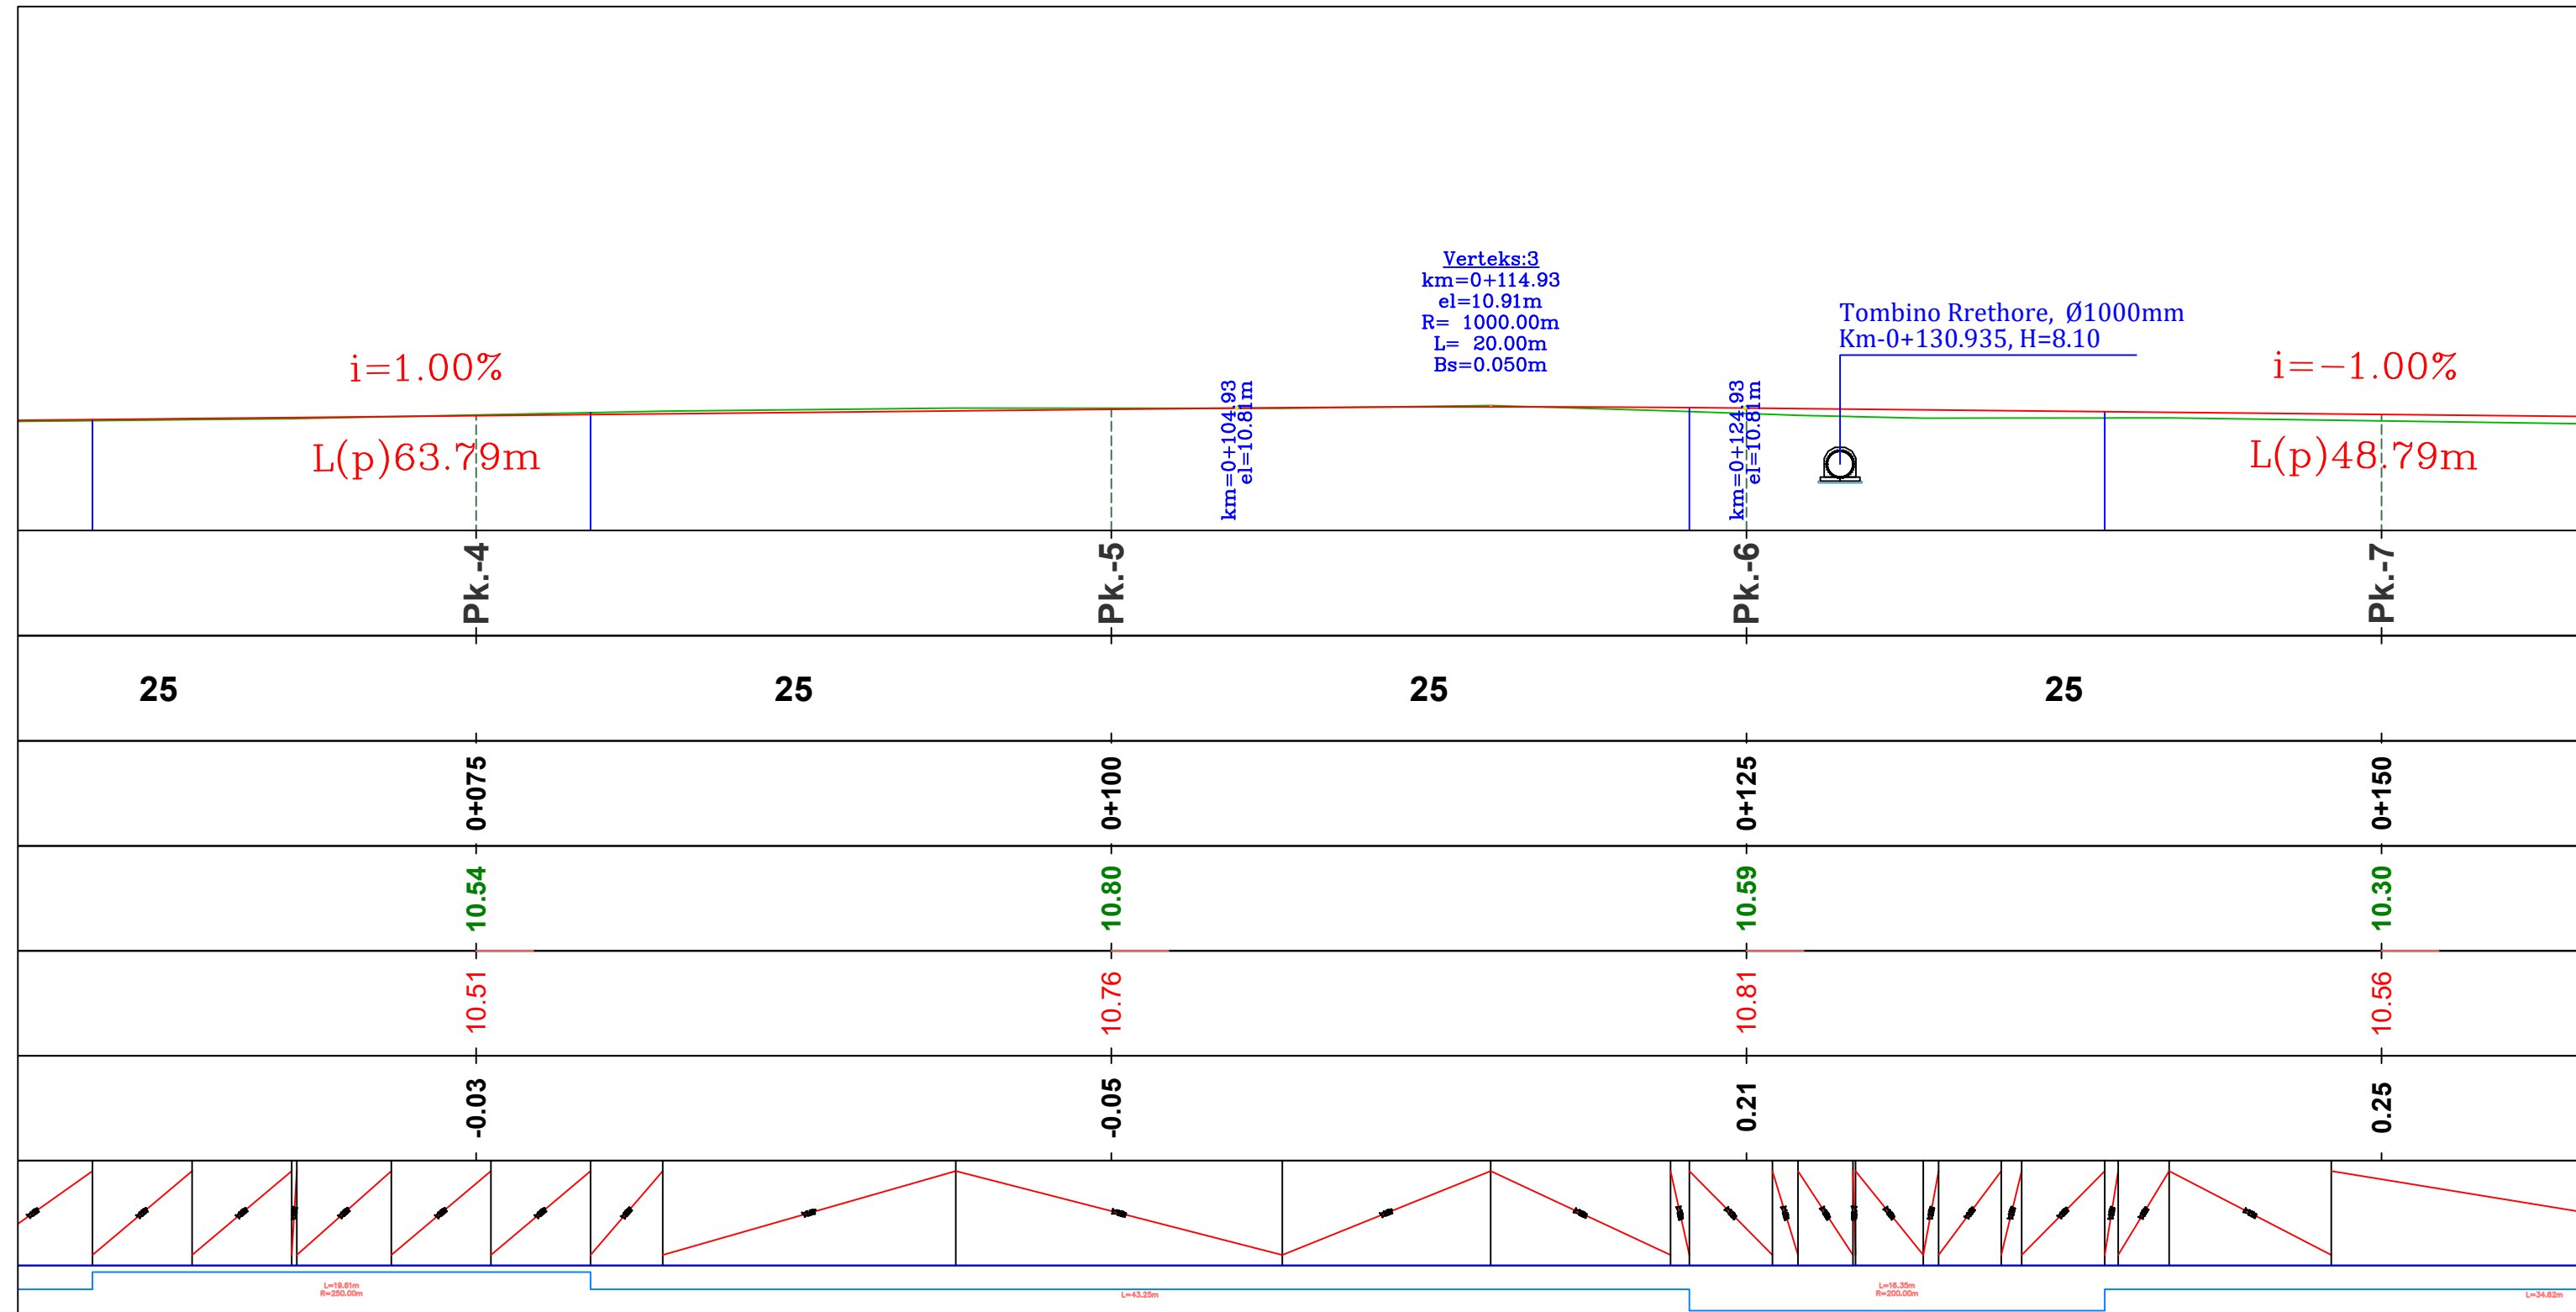 Verteks:3
km=0+114.93
el=10.91m
R= 1000.00m
L= 20.00m
Bs=0.050m
Tombino Rrethore, Ø1000mm
Km-0+130.935, H=8.10
i=1.00%
i=-1.00%
km=0+104.93
el=10.81m
km=0+124.93
el=10.81m
L(p)63.79m
L(p)48.79m
Pk.-4
Pk.-5
Pk.-6
Pk.-7
25
25
25
25
0+075
0+100
0+125
0+150
10.54
10.80
10.59
10.30
10.51
10.76
10.81
10.56
-0.03
-0.05
0.21
0.25
L=19.61m
R=250.00m
L=43.25m
L=16.35m
R=200.00m
L=34.62m